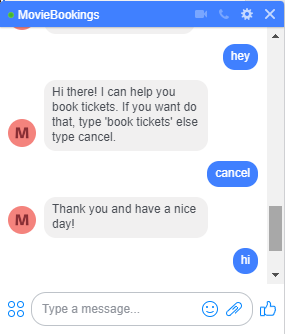 MovieBookings
hey
Hi there! I can help you
book tickets. If you want do
that, type 'book tickets' else
type cancel.
M
cancel
Thank you and have a nice
day!
M
hi
Type a message...